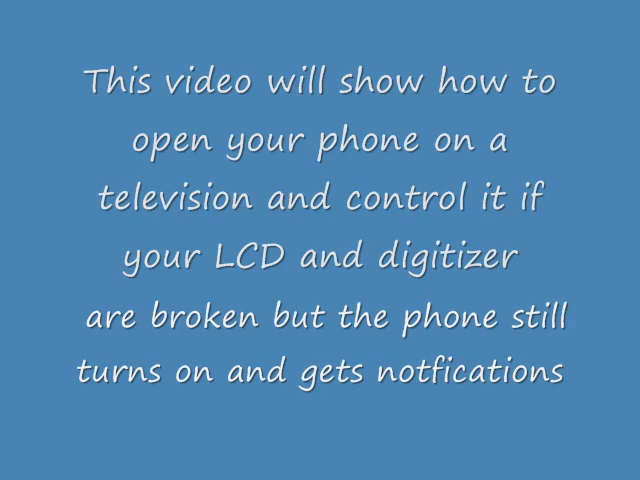 This video will show how to
open your phone on a
television and control it if
your LCD and digitizer
are broken but the phone still
turns on and gets notfications